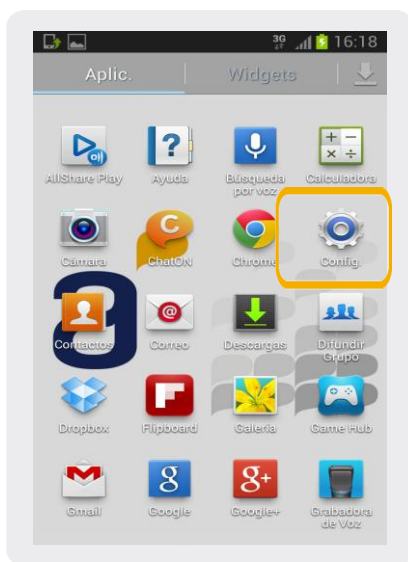 3G 16:18
Aplic. Widgets
AllShare Play Ayuda Búsqueda por voz Calculadora
Cámara ChatON Chrome Config.
Contactos Correo Descargas Difundir Grupo
Dropbox Flipboard Galería Game Hub
Gmail Google Google+ Grabadora de Voz